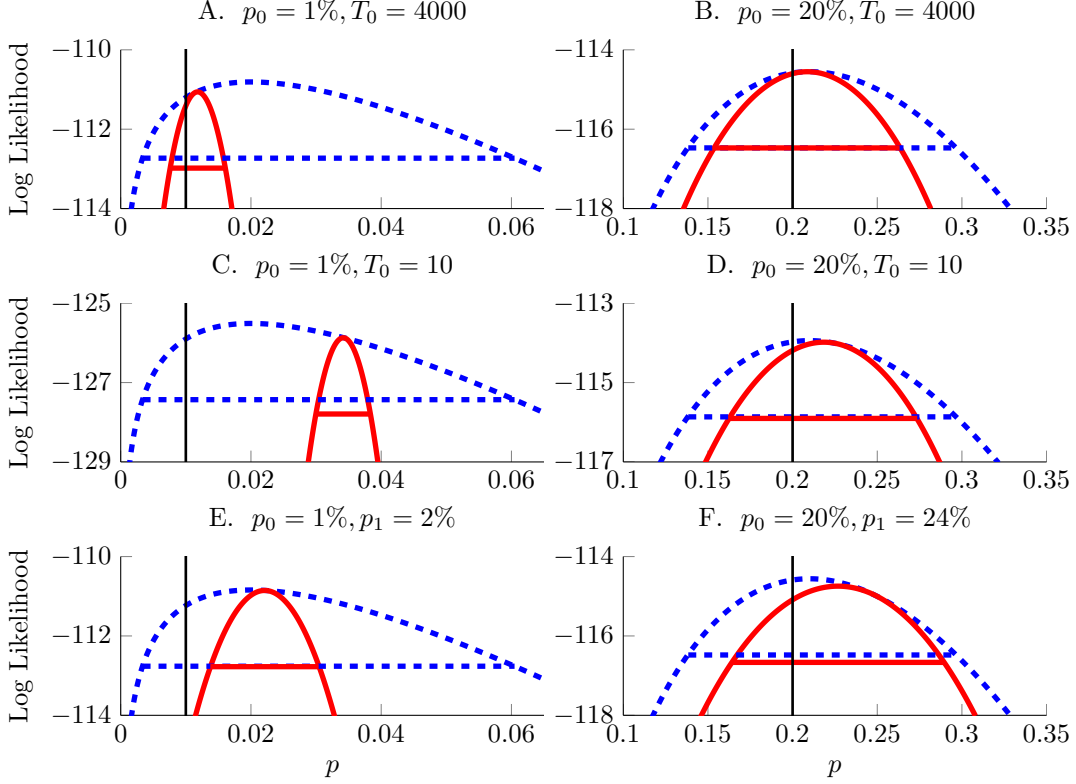 A. p₀ = 1%, T₀ = 4000
B. p₀ = 20%, T₀ = 4000
Log Likelihood
−110
−112
−114
0 0.02 0.04 0.06
−114
−116
−118
0.1 0.15 0.2 0.25 0.3 0.35
C. p₀ = 1%, T₀ = 10
D. p₀ = 20%, T₀ = 10
Log Likelihood
−125
−127
−129
0 0.02 0.04 0.06
−113
−115
−117
0.1 0.15 0.2 0.25 0.3 0.35
E. p₀ = 1%, p₁ = 2%
F. p₀ = 20%, p₁ = 24%
Log Likelihood
−110
−112
−114
0 0.02 0.04 0.06
p
−114
−116
−118
0.1 0.15 0.2 0.25 0.3 0.35
p